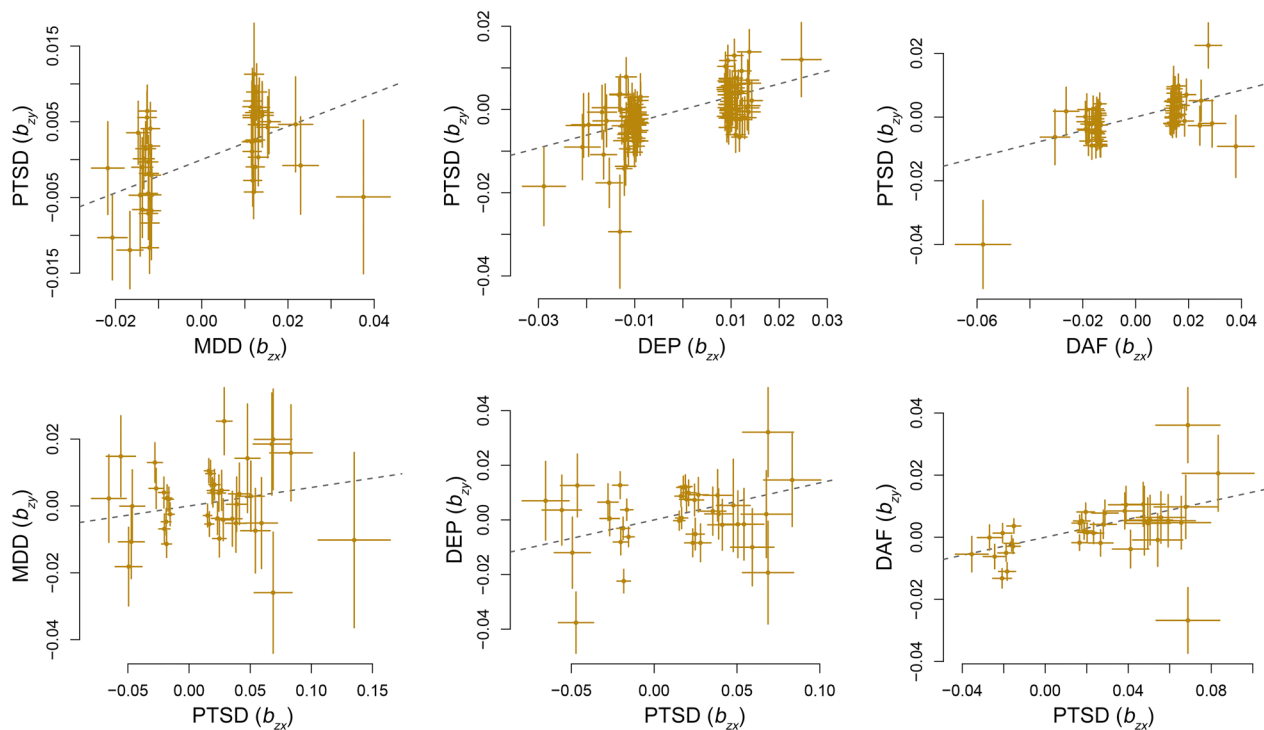 PTSD (bzy)
0.015
0.005
−0.005
−0.015
−0.02 0.00 0.02 0.04
MDD (bzx)
PTSD (bzy)
0.02
0.00
−0.02
−0.04
−0.03 −0.01 0.01 0.03
DEP (bzx)
PTSD (bzy)
0.02
0.00
−0.02
−0.04
−0.06 −0.02 0.00 0.02 0.04
DAF (bzx)
MDD (bzy)
0.02
0.00
−0.02
−0.04
−0.05 0.00 0.05 0.10 0.15
PTSD (bzx)
DEP (bzy)
0.04
0.02
0.00
−0.02
−0.04
−0.05 0.00 0.05 0.10
PTSD (bzx)
DAF (bzy)
0.04
0.02
0.00
−0.02
−0.04
−0.04 0.00 0.04 0.08
PTSD (bzx)